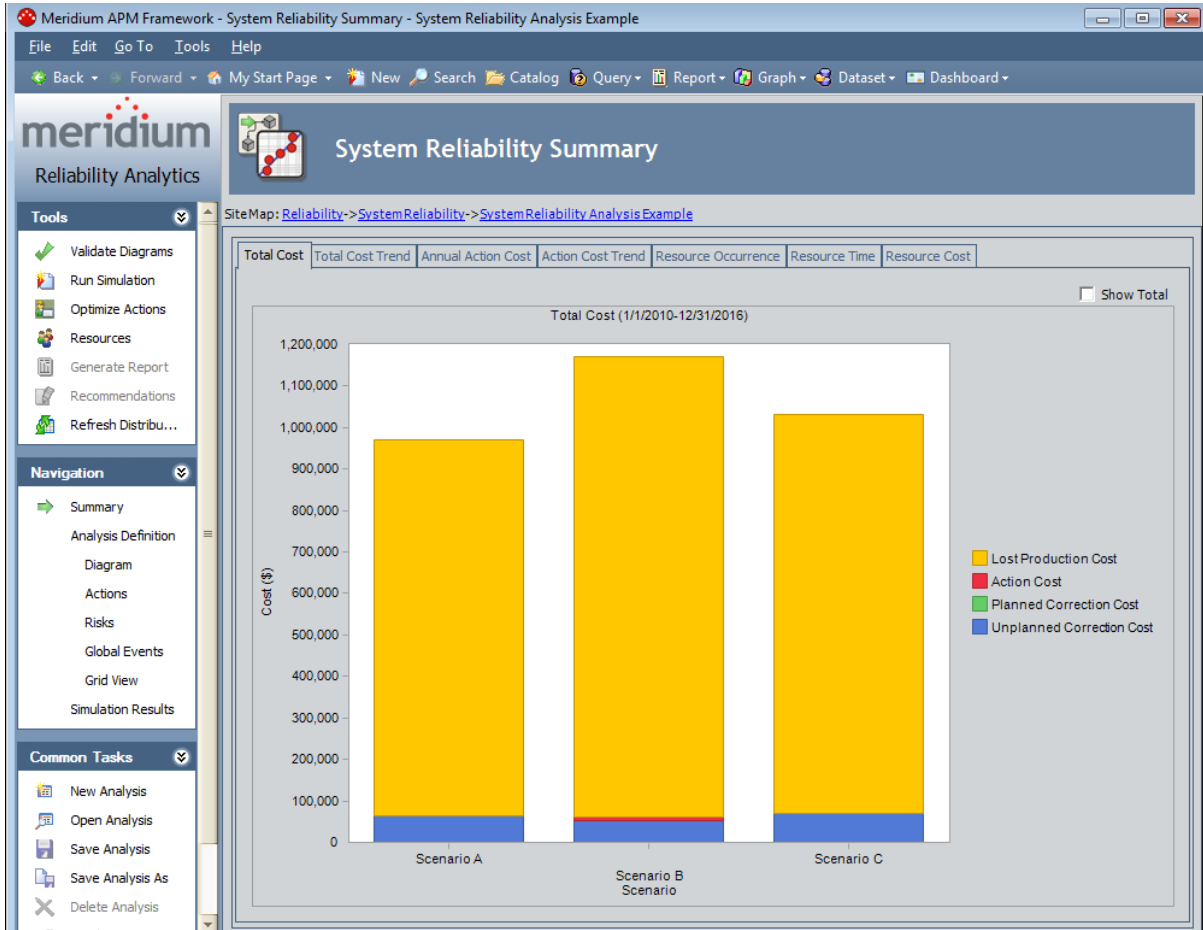 Meridium APM Framework - System Reliability Summary - System Reliability Analysis Example
File Edit Go To Tools Help
Back Forward My Start Page New Search Catalog Query Report Graph Dataset Dashboard
meridium
Reliability Analytics
System Reliability Summary
SiteMap: Reliability->SystemReliability->SystemReliability Analysis Example
Tools
Validate Diagrams
Run Simulation
Optimize Actions
Resources
Generate Report
Recommendations
Refresh Distribu...
Navigation
Summary
Analysis Definition
Diagram
Actions
Risks
Global Events
Grid View
Simulation Results
Common Tasks
New Analysis
Open Analysis
Save Analysis
Save Analysis As
Delete Analysis
Total Cost Total Cost Trend Annual Action Cost Action Cost Trend Resource Occurrence Resource Time Resource Cost
Show Total
Total Cost (1/1/2010-12/31/2016)
1,200,000
1,100,000
1,000,000
900,000
800,000
700,000
600,000
500,000
400,000
300,000
200,000
100,000
0
Cost ($)
Scenario A
Scenario B
Scenario C
Scenario
Lost Production Cost
Action Cost
Planned Correction Cost
Unplanned Correction Cost